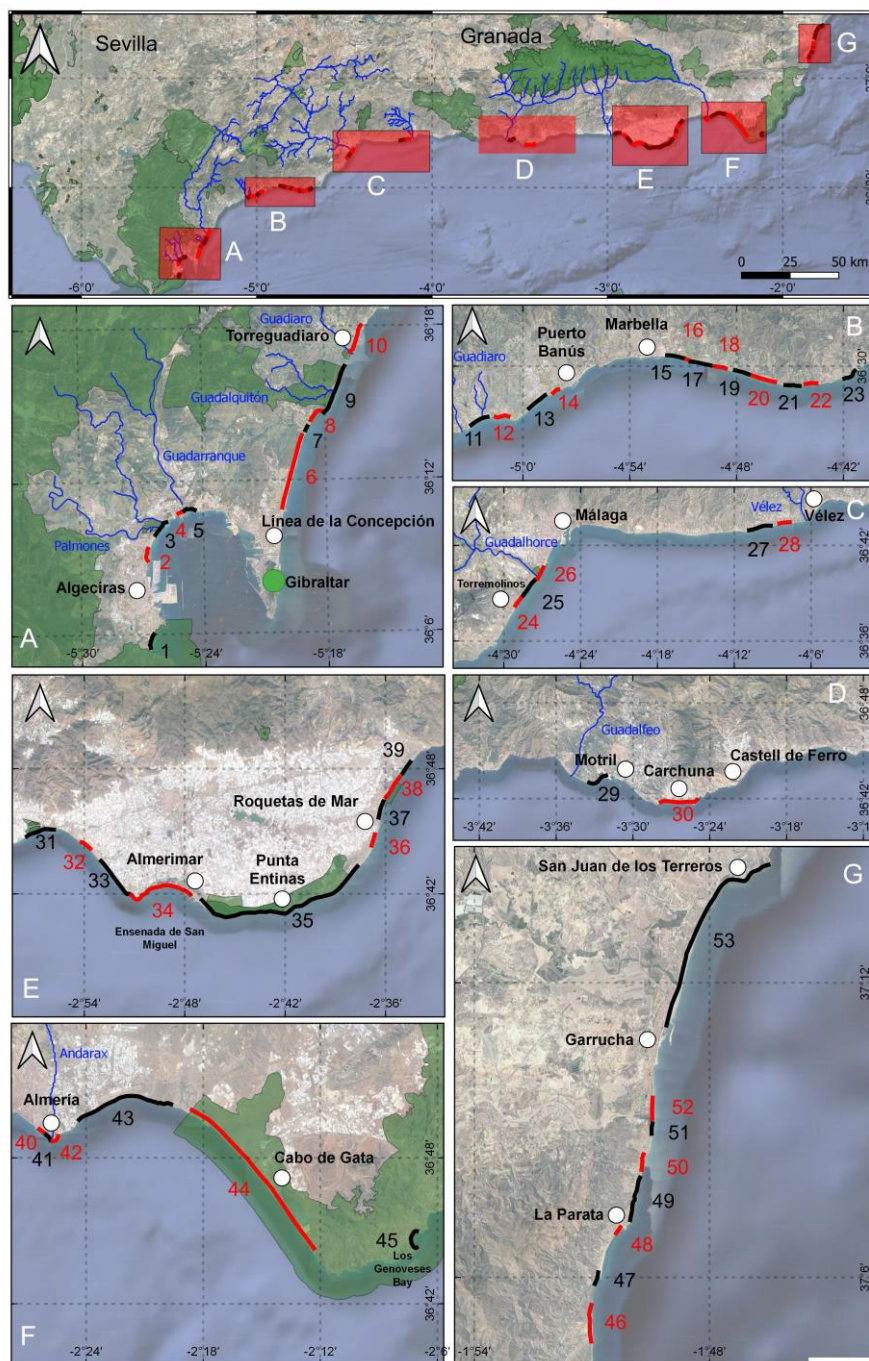 Sevilla
Granada
G
37°0'
36°30'
A
B
C
D
E
F
0 25 50 km
-6°0'
-5°0'
-4°0'
-3°0'
-2°0'
Guadiaro
Torreguadiaro
10
36°18'
Guadalquitón
9
8
7
Guadarranque
6
36°12'
4
5
3
Línea de la Concepción
Palmones
2
Algeciras
Gibraltar
A
1
36°6'
-5°30'
-5°24'
-5°18'
B
Marbella
Puerto
Banús
16
18
Guadiaro
36°30'
15
17
19
20
21
22
23
14
13
11
12
-5°0'
-4°54'
-4°48'
-4°42'
C
Málaga
Vélez
Vélez
Guadalhorce
36°42'
27
28
26
Torremolinos
25
24
36°36'
-4°30'
-4°24'
-4°18'
-4°12'
-4°6'
D
36°48'
Guadalfeo
Motril
Carchuna
Castell de Ferro
29
30
36°42'
-3°42'
-3°36'
-3°30'
-3°24'
-3°18'
39
36°48'
38
Roquetas de Mar
37
31
36
32
Almerimar
Punta
Entinas
33
36°42'
34
35
Ensenada de San
Miguel
E
-2°54'
-2°48'
-2°42'
-2°36'
Andarax
Almería
43
40
42
41
36°48'
Cabo de Gata
44
45
Los
Genoveses
Bay
36°42'
F
-2°24'
-2°18'
-2°12'
San Juan de los Terreros
G
53
37°12'
Garrucha
52
51
50
49
La Parata
48
47
37°6'
46
-1°54'
-1°48'